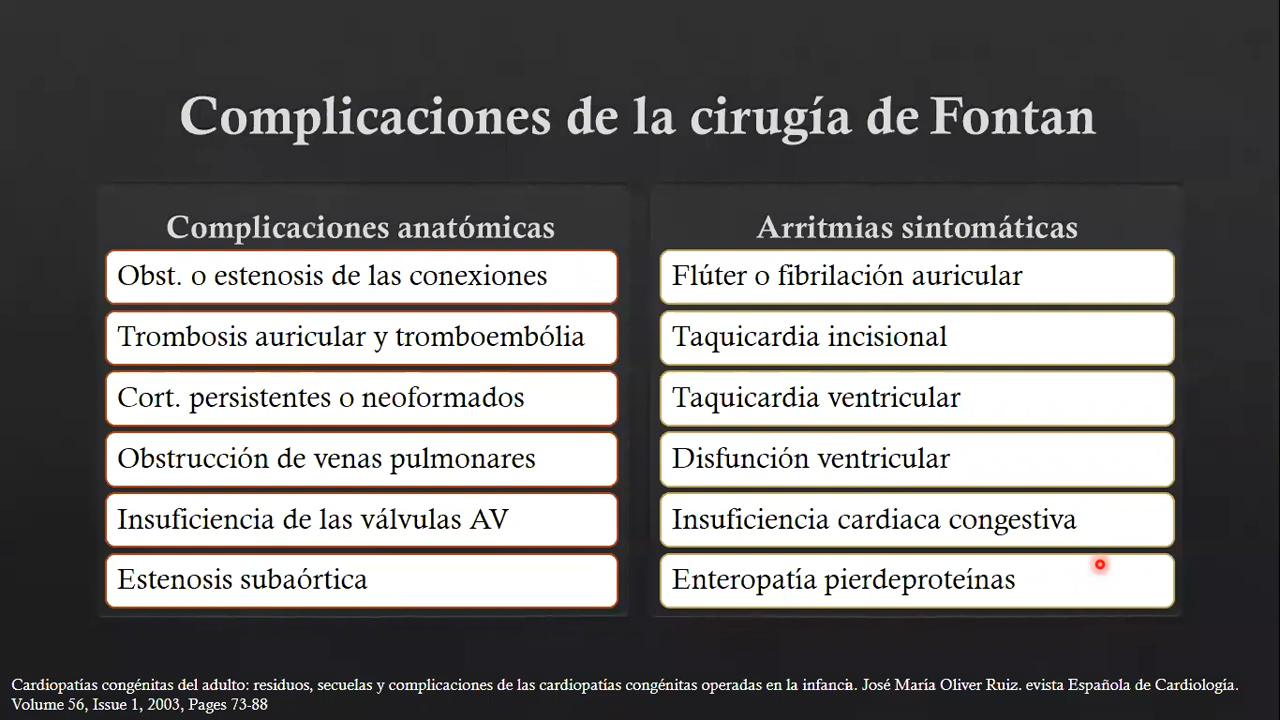 Complicaciones de la cirugía de Fontan
Complicaciones anatómicas
Obst. o estenosis de las conexiones
Trombosis auricular y tromboembólia
Cort. persistentes o neoformados
Obstrucción de venas pulmonares
Insuficiencia de las válvulas AV
Estenosis subaórtica
Arritmias sintomáticas
Flúter o fibrilación auricular
Taquicardia incisional
Taquicardia ventricular
Disfunción ventricular
Insuficiencia cardiaca congestiva
Enteropatía pierdeproteínas
Cardiopatías congénitas del adulto: residuos, secuelas y complicaciones de las cardiopatías congénitas operadas en la infancia. José María Oliver Ruiz. evista Española de Cardiología.
Volume 56, Issue 1, 2003, Pages 73-88